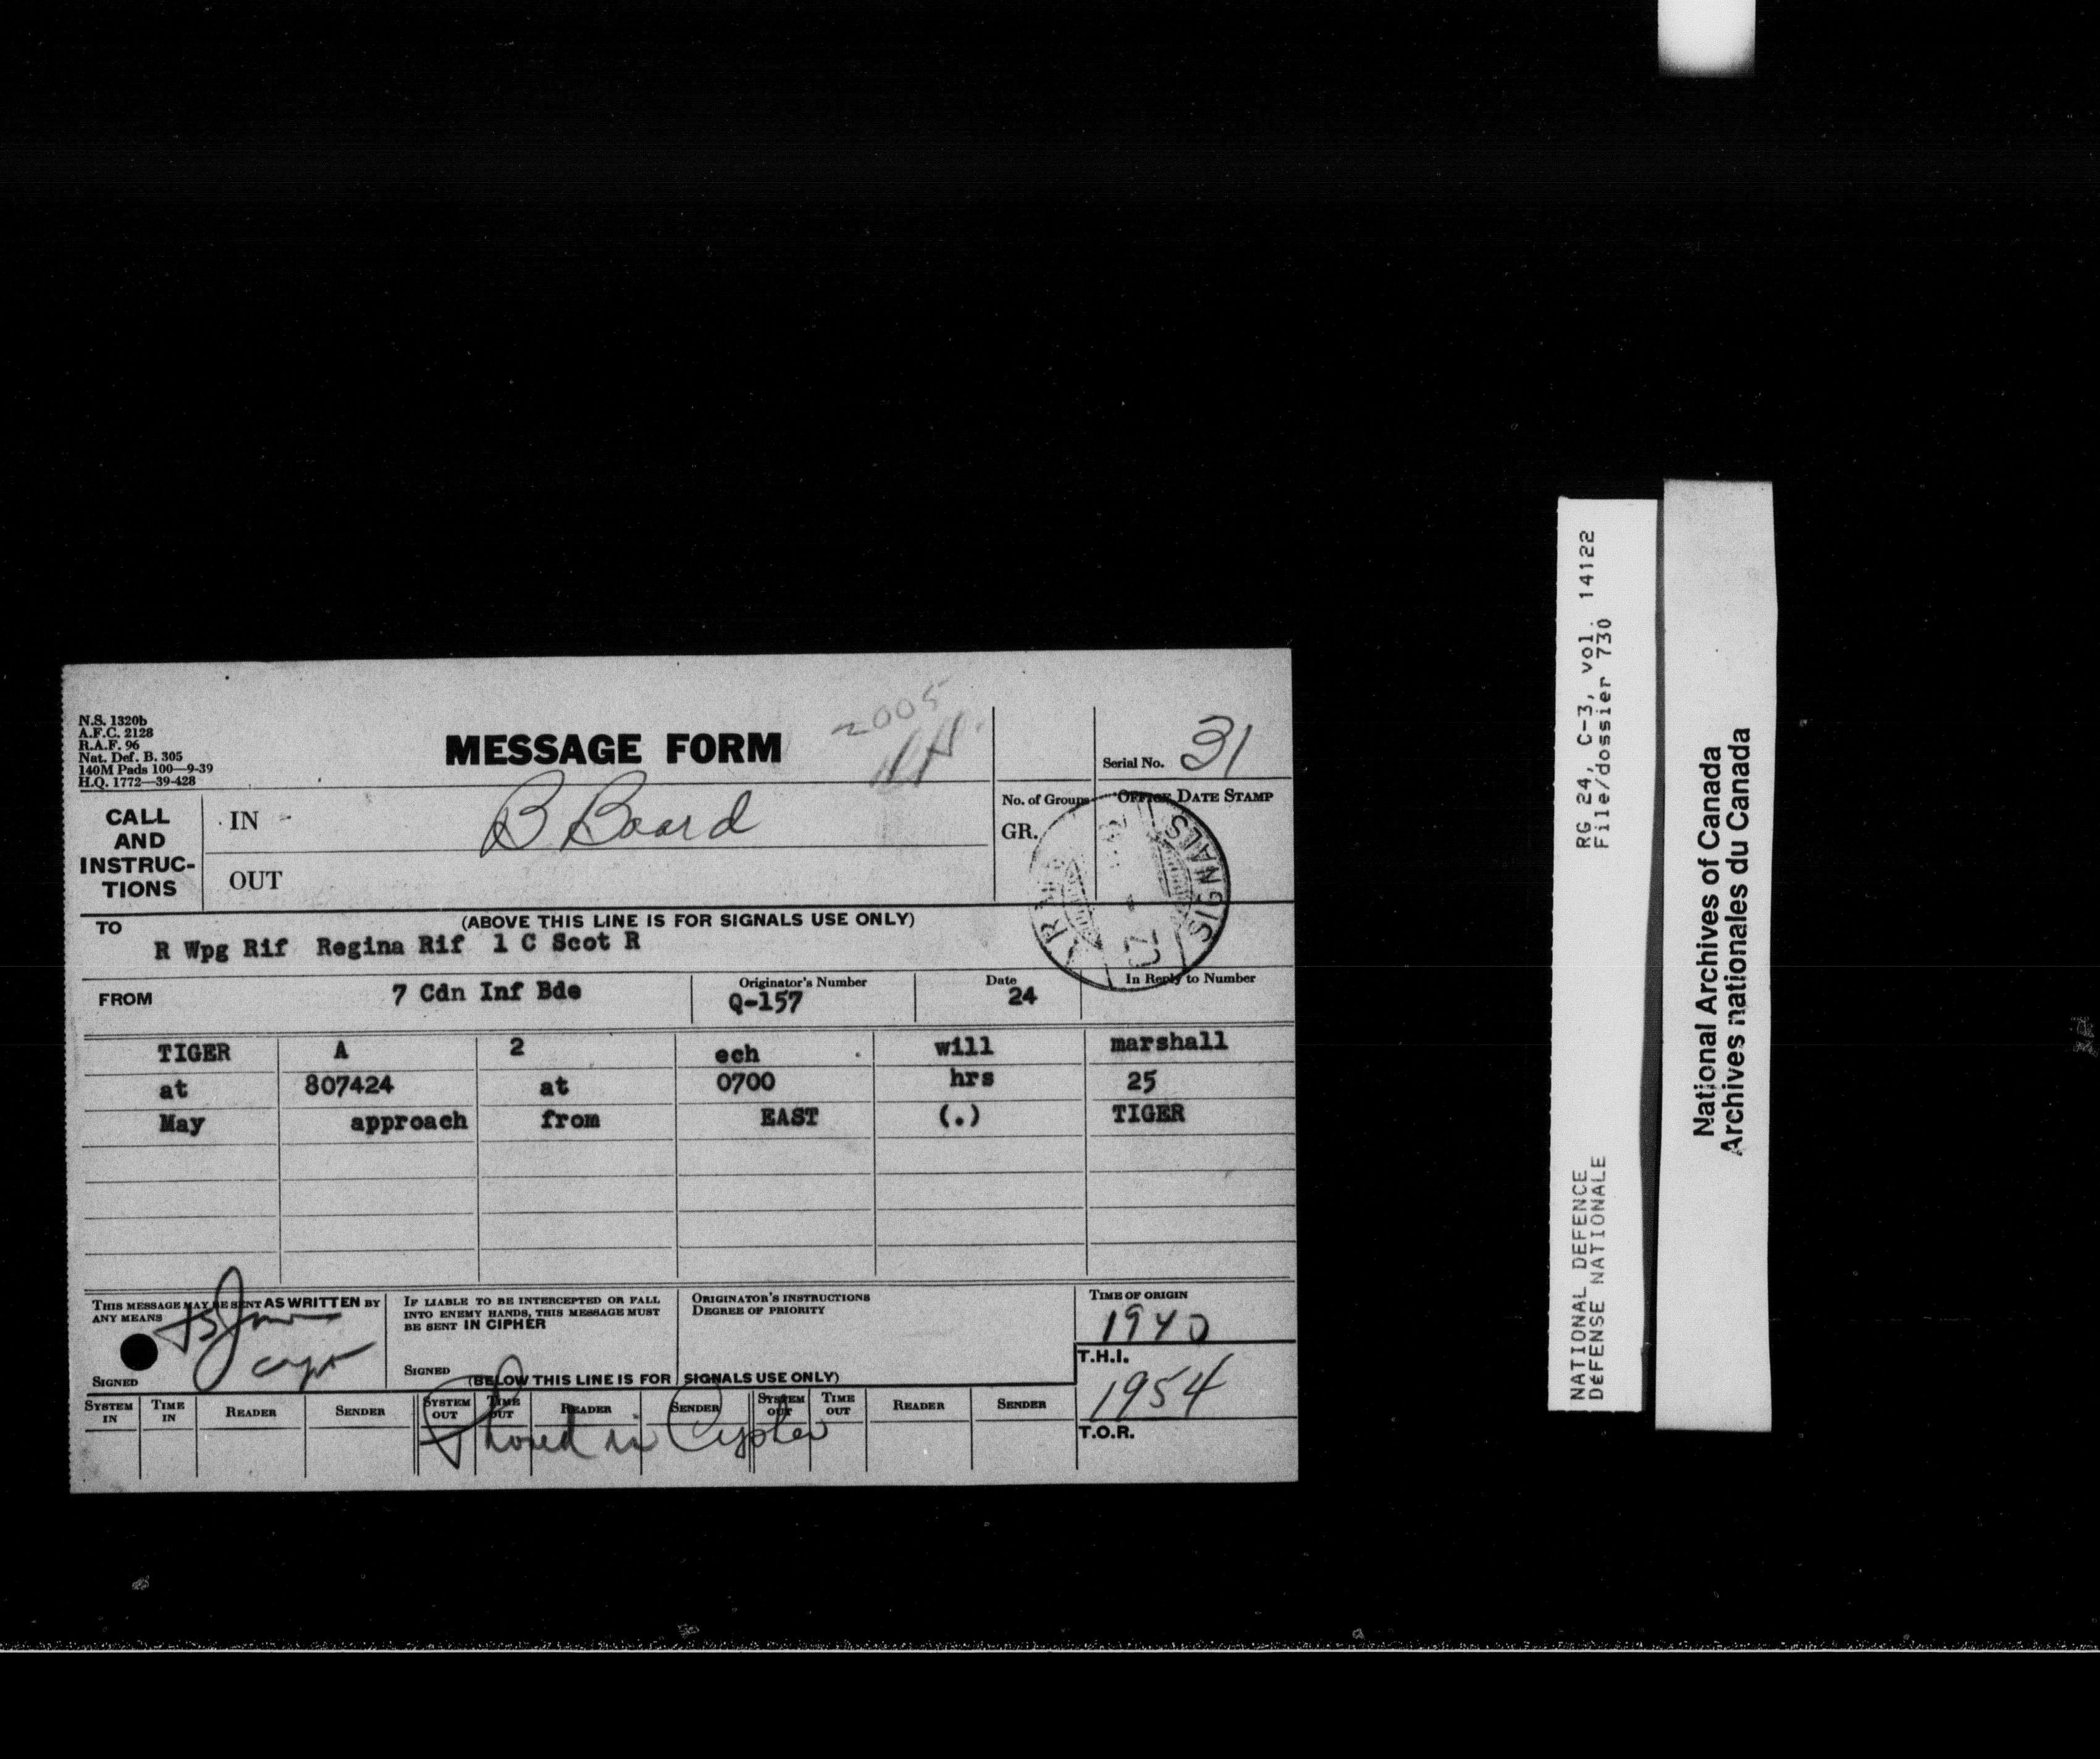 N.S. 1320b
A.F.C. 2128
R.A.F. 96
Nat. Def. B. 305
140M Pads 100—9-39
H.Q. 1772—39-428
MESSAGE FORM
2005
Serial No. 31
CALL AND INSTRUC-TIONS
IN
B Board
OUT
No. of Groups
GR.
OFFICE DATE STAMP
SIGNALS
(ABOVE THIS LINE IS FOR SIGNALS USE ONLY)
TO
R Wpg Rif Regina Rif 1 C Scot R
FROM 7 Cdn Inf Bde
Originator's Number
Q-157
Date
24
In Reply to Number
TIGER A 2 ech will marshall
at 807424 at 0700 hrs 25
May approach from EAST (.) TIGER
THIS MESSAGE MAY BE SENT AS WRITTEN BY
ANY MEANS
capt
SIGNED
IF LIABLE TO BE INTERCEPTED OR FALL
INTO ENEMY HANDS, THIS MESSAGE MUST
BE SENT IN CIPHER
SIGNED
ORIGINATOR'S INSTRUCTIONS
DEGREE OF PRIORITY
TIME OF ORIGIN
1940
T.H.I.
1954
T.O.R.
(BELOW THIS LINE IS FOR SIGNALS USE ONLY)
SYSTEM IN TIME IN READER SENDER SYSTEM OUT TIME OUT READER SENDER SYSTEM OUT TIME OUT READER SENDER
Phoned in Cypher
NATIONAL DEFENCE RG 24, C-3, vol. 14122
DÉFENSE NATIONALE File/dossier 730
National Archives of Canada
Archives nationales du Canada